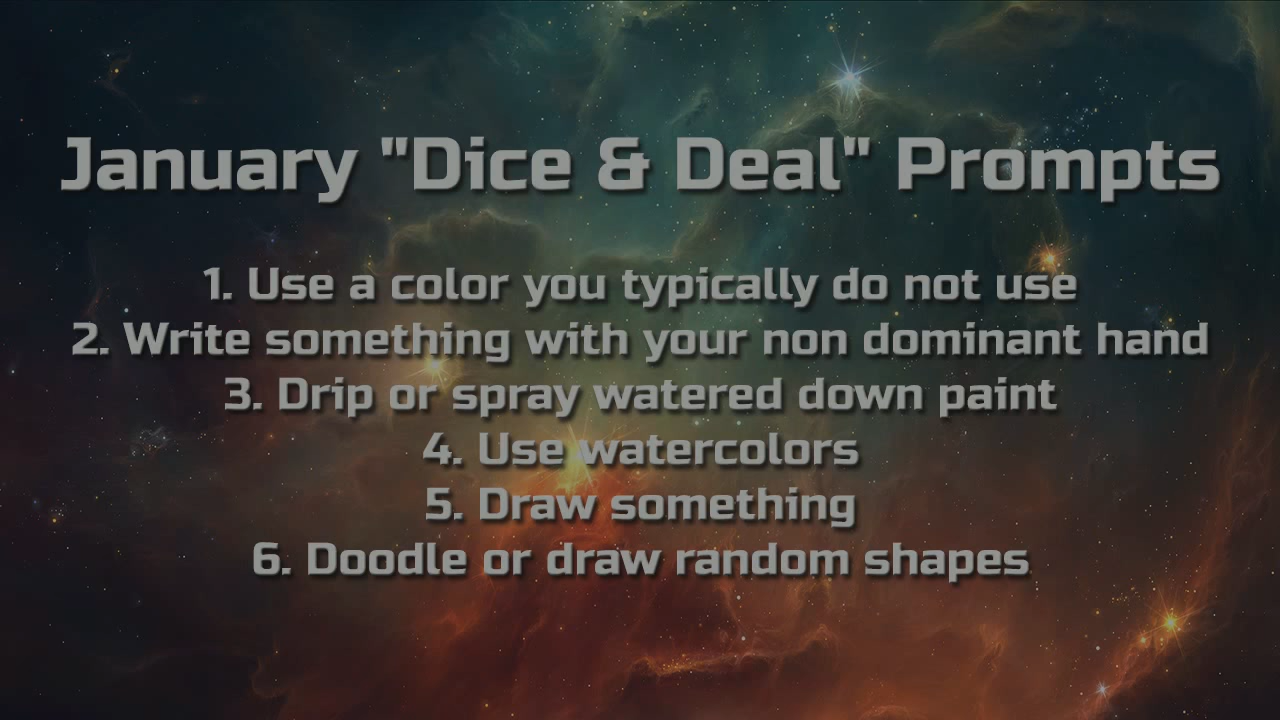 January "Dice & Deal" Prompts
1. Use a color you typically do not use
2. Write something with your non dominant hand
3. Drip or spray watered down paint
4. Use watercolors
5. Draw something
6. Doodle or draw random shapes